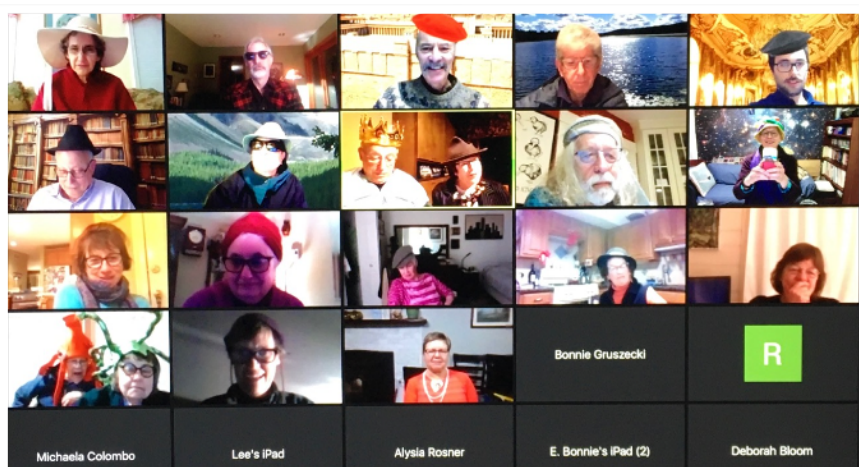 Bonnie Gruszecki
R
Michaela Colombo
Lee's iPad
Alysia Rosner
E. Bonnie's iPad (2)
Deborah Bloom